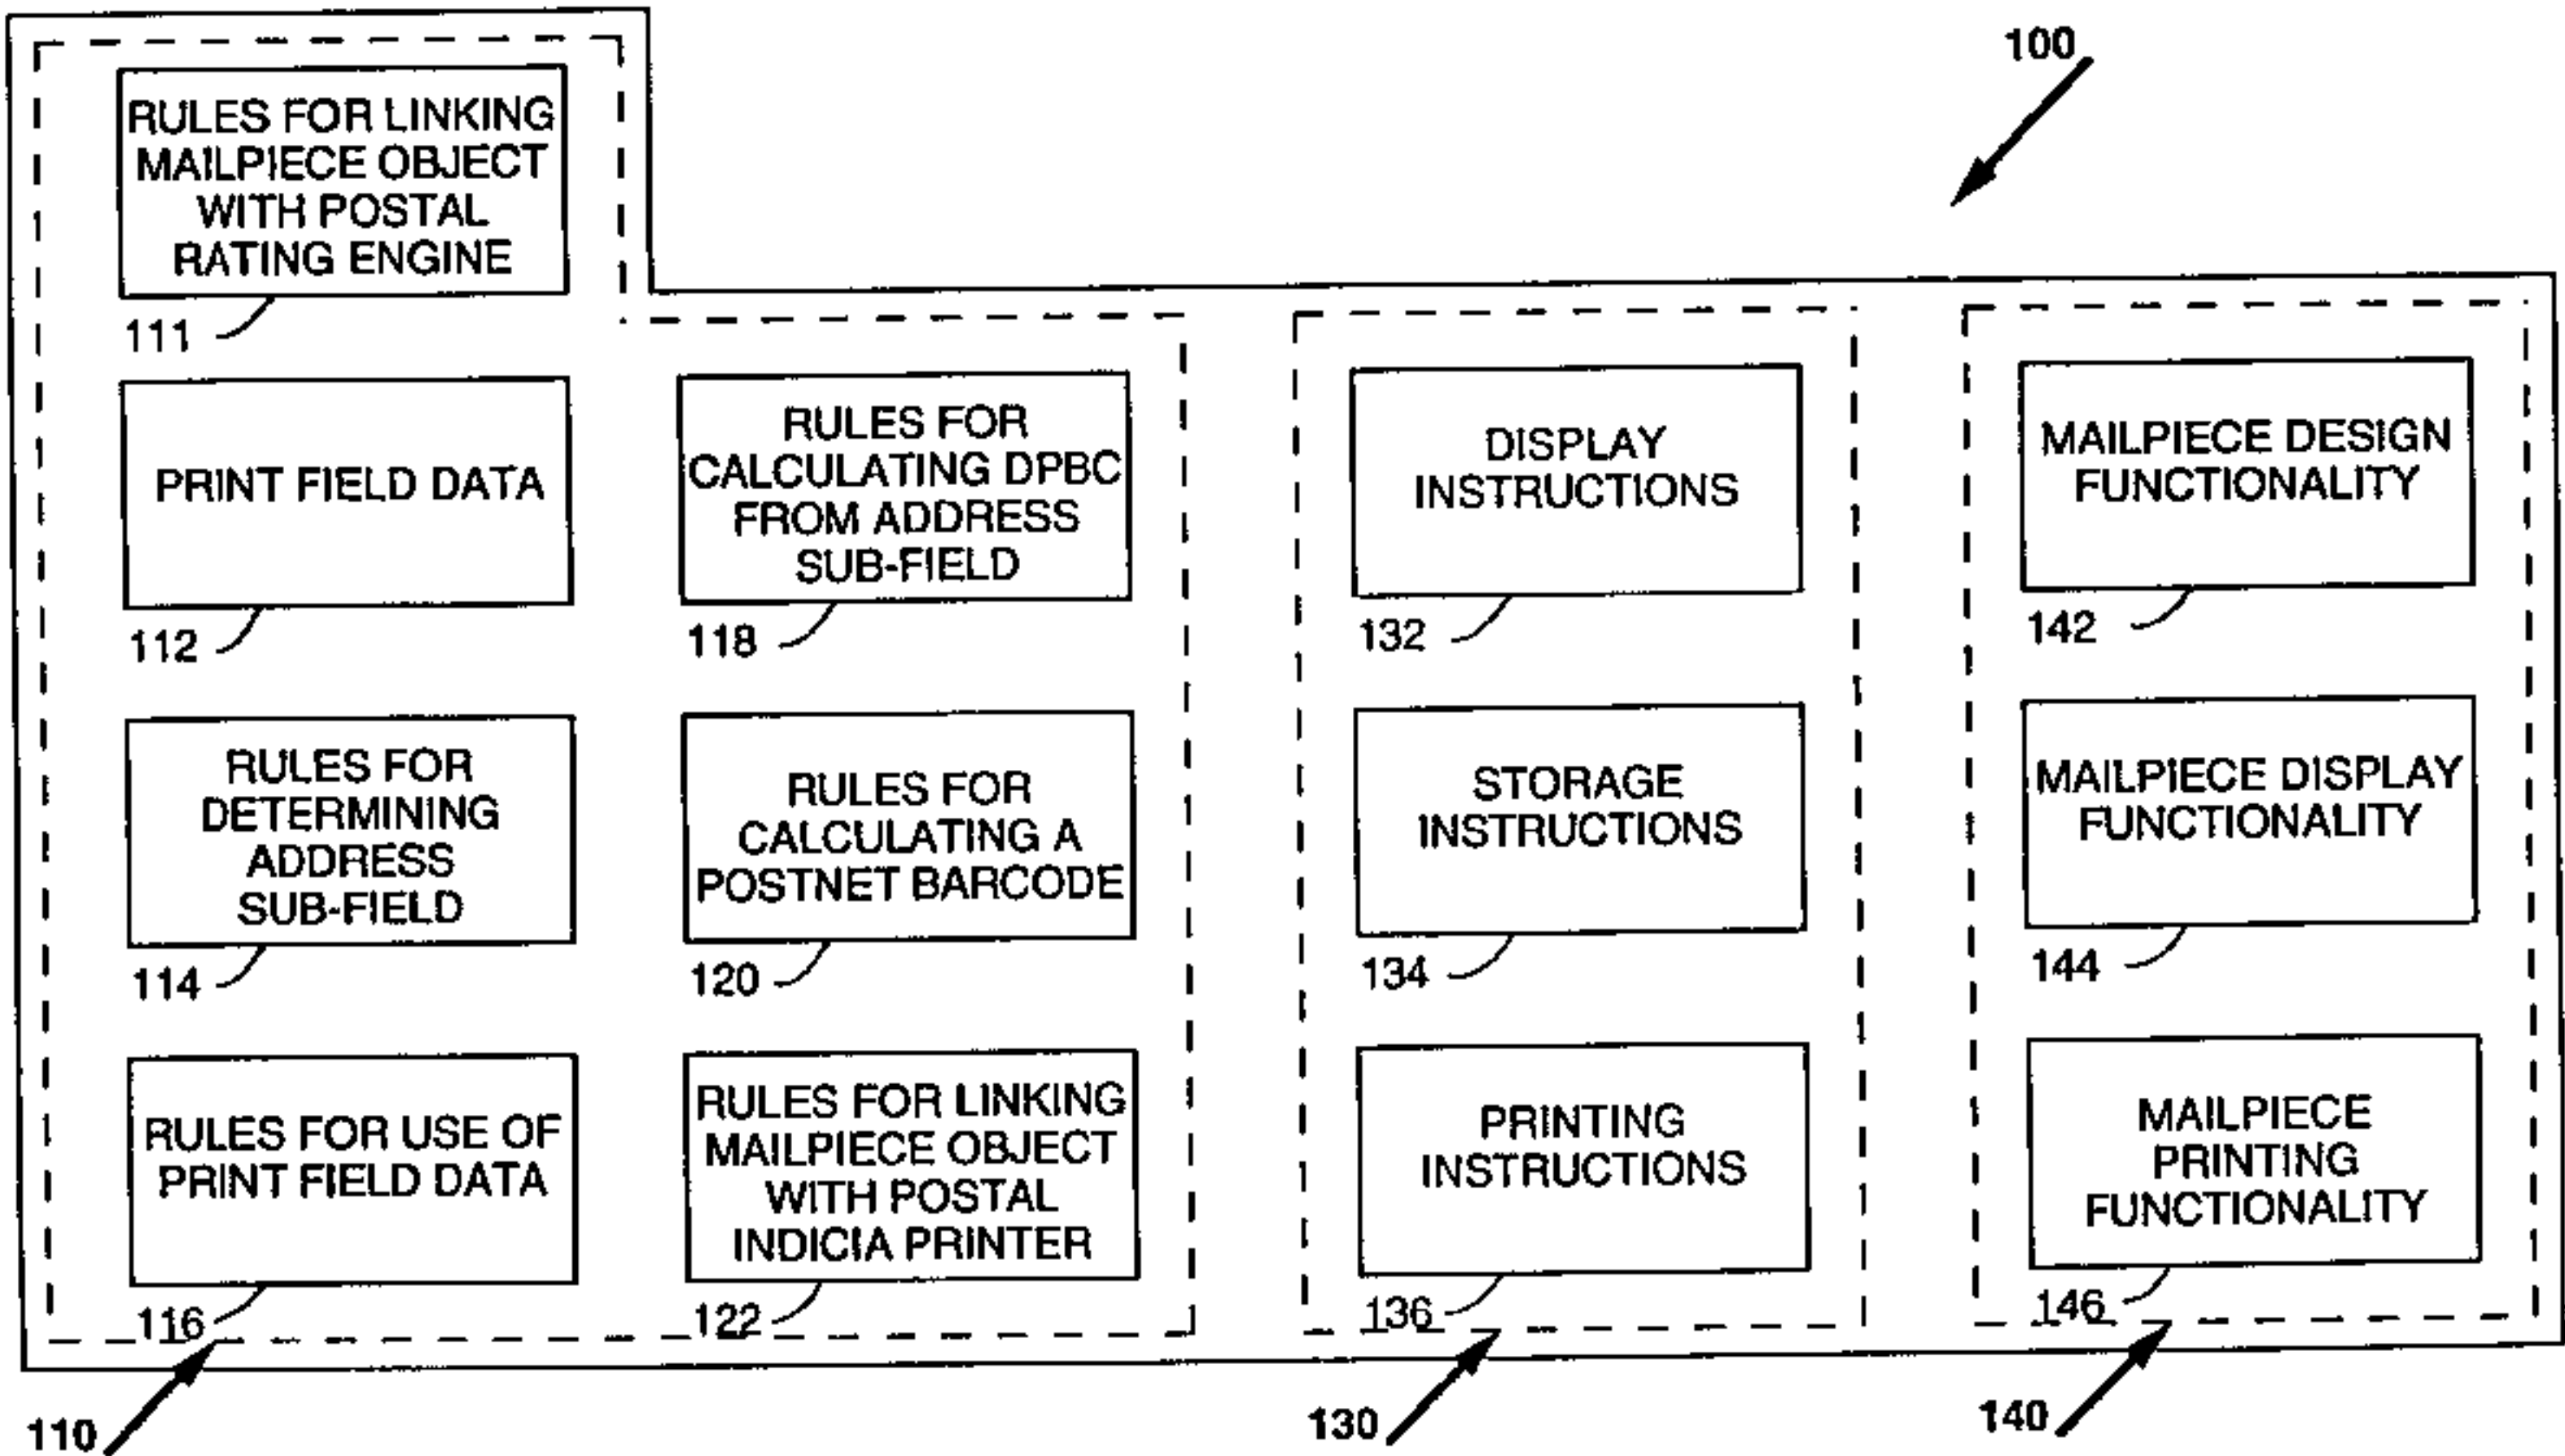 100
RULES FOR LINKING
MAILPIECE OBJECT
WITH POSTAL
RATING ENGINE
111
PRINT FIELD DATA
112
RULES FOR
DETERMINING
ADDRESS
SUB-FIELD
114
RULES FOR USE OF
PRINT FIELD DATA
116
RULES FOR
CALCULATING DPBC
FROM ADDRESS
SUB-FIELD
118
RULES FOR
CALCULATING A
POSTNET BARCODE
120
RULES FOR LINKING
MAILPIECE OBJECT
WITH POSTAL
INDICIA PRINTER
122
110
DISPLAY
INSTRUCTIONS
132
STORAGE
INSTRUCTIONS
134
PRINTING
INSTRUCTIONS
136
130
MAILPIECE DESIGN
FUNCTIONALITY
142
MAILPIECE DISPLAY
FUNCTIONALITY
144
MAILPIECE
PRINTING
FUNCTIONALITY
146
140